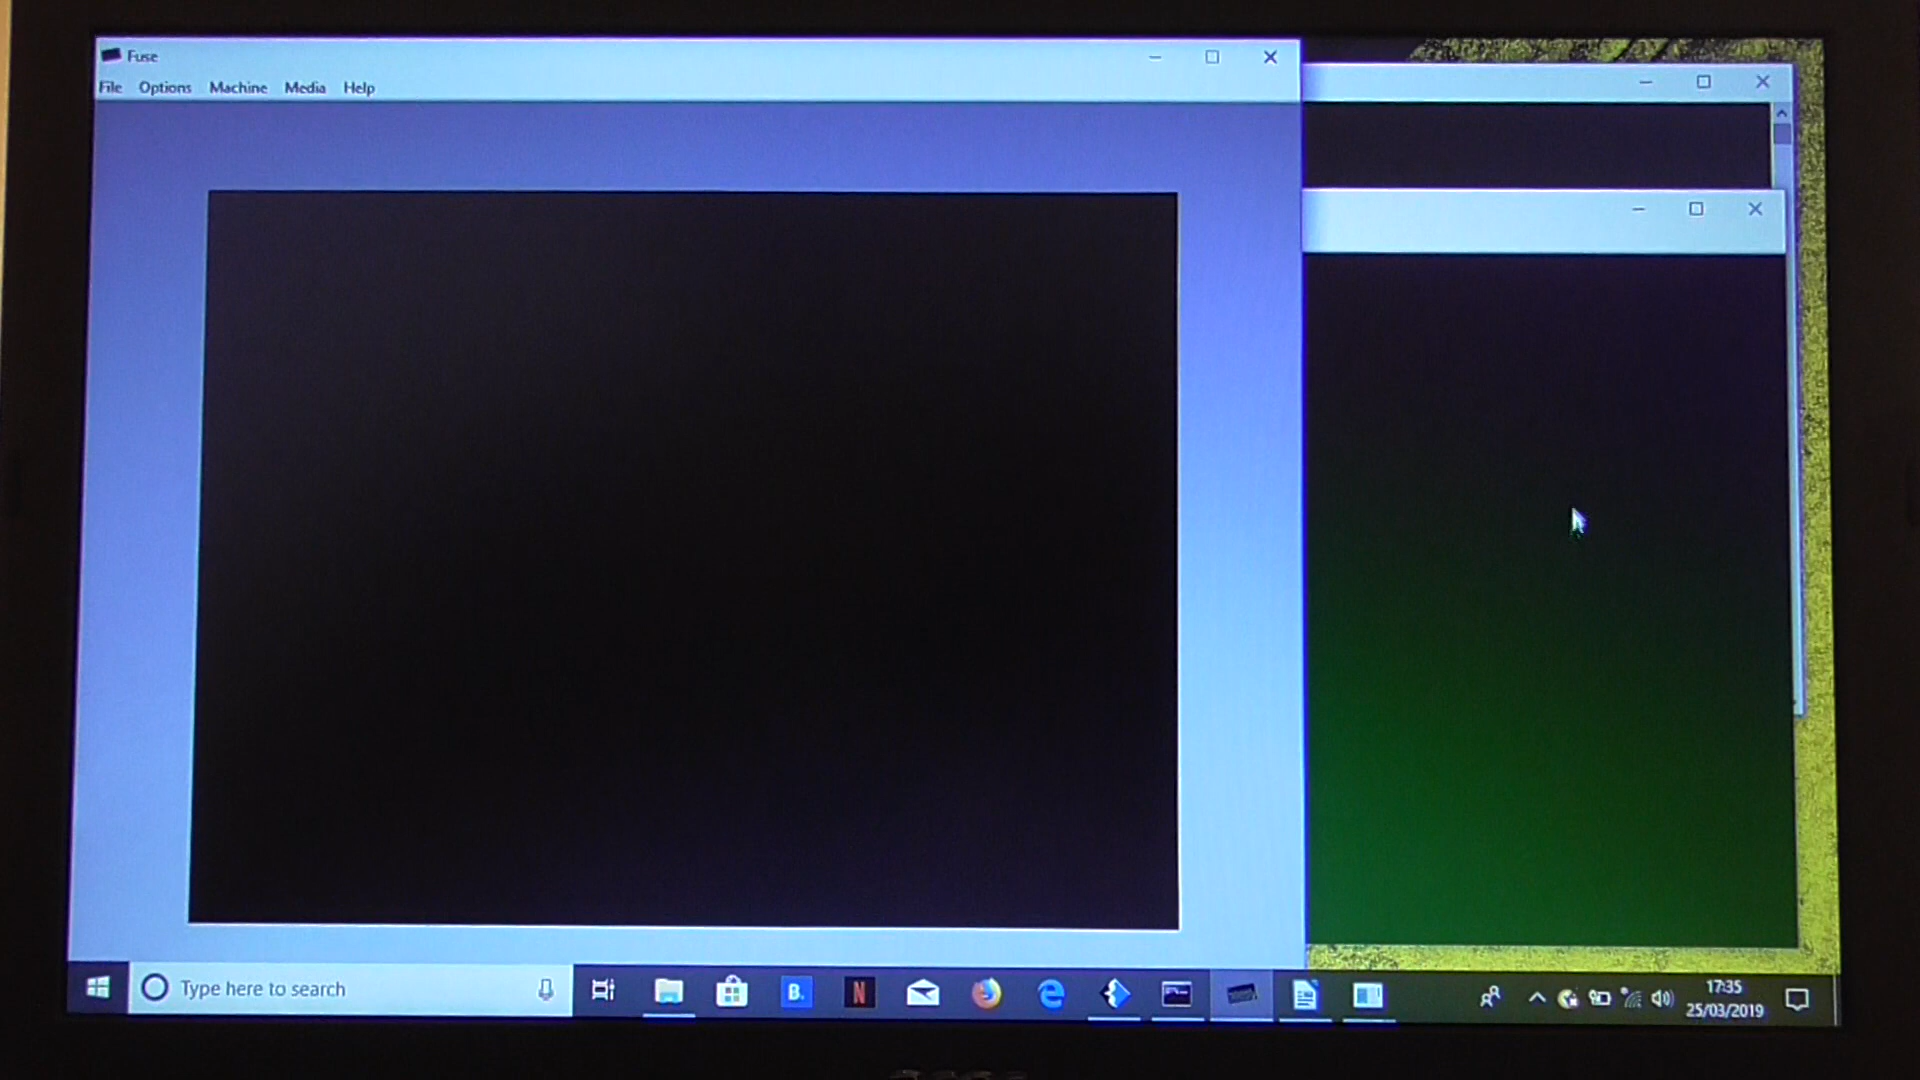 Fuse
File Options Machine Media Help
Type here to search
B. N
17:35
25/03/2019